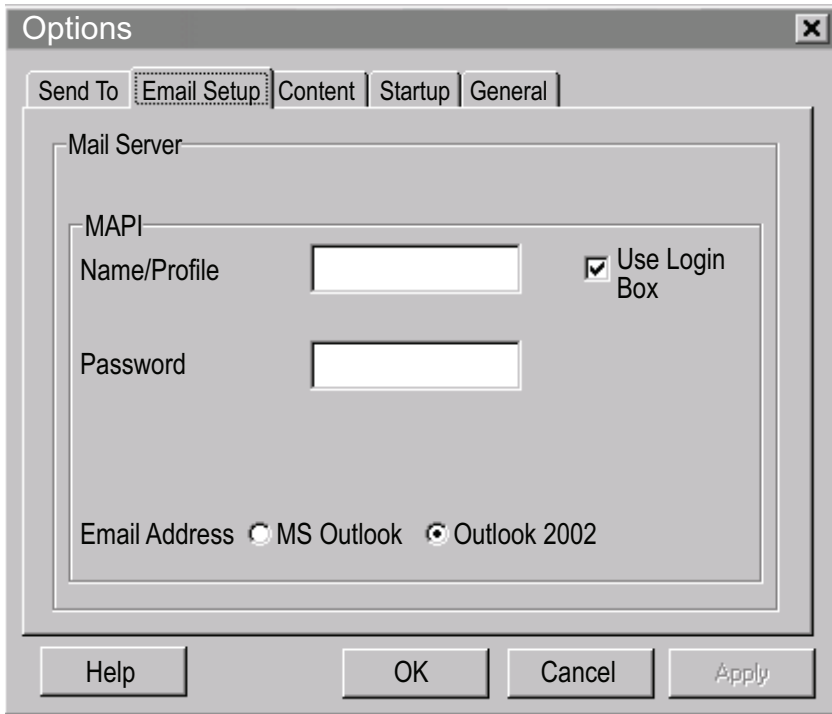 Options
Send To Email Setup Content Startup General
Mail Server
MAPI
Name/Profile
Use Login
Box
Password
Email Address MS Outlook Outlook 2002
Help OK Cancel Apply